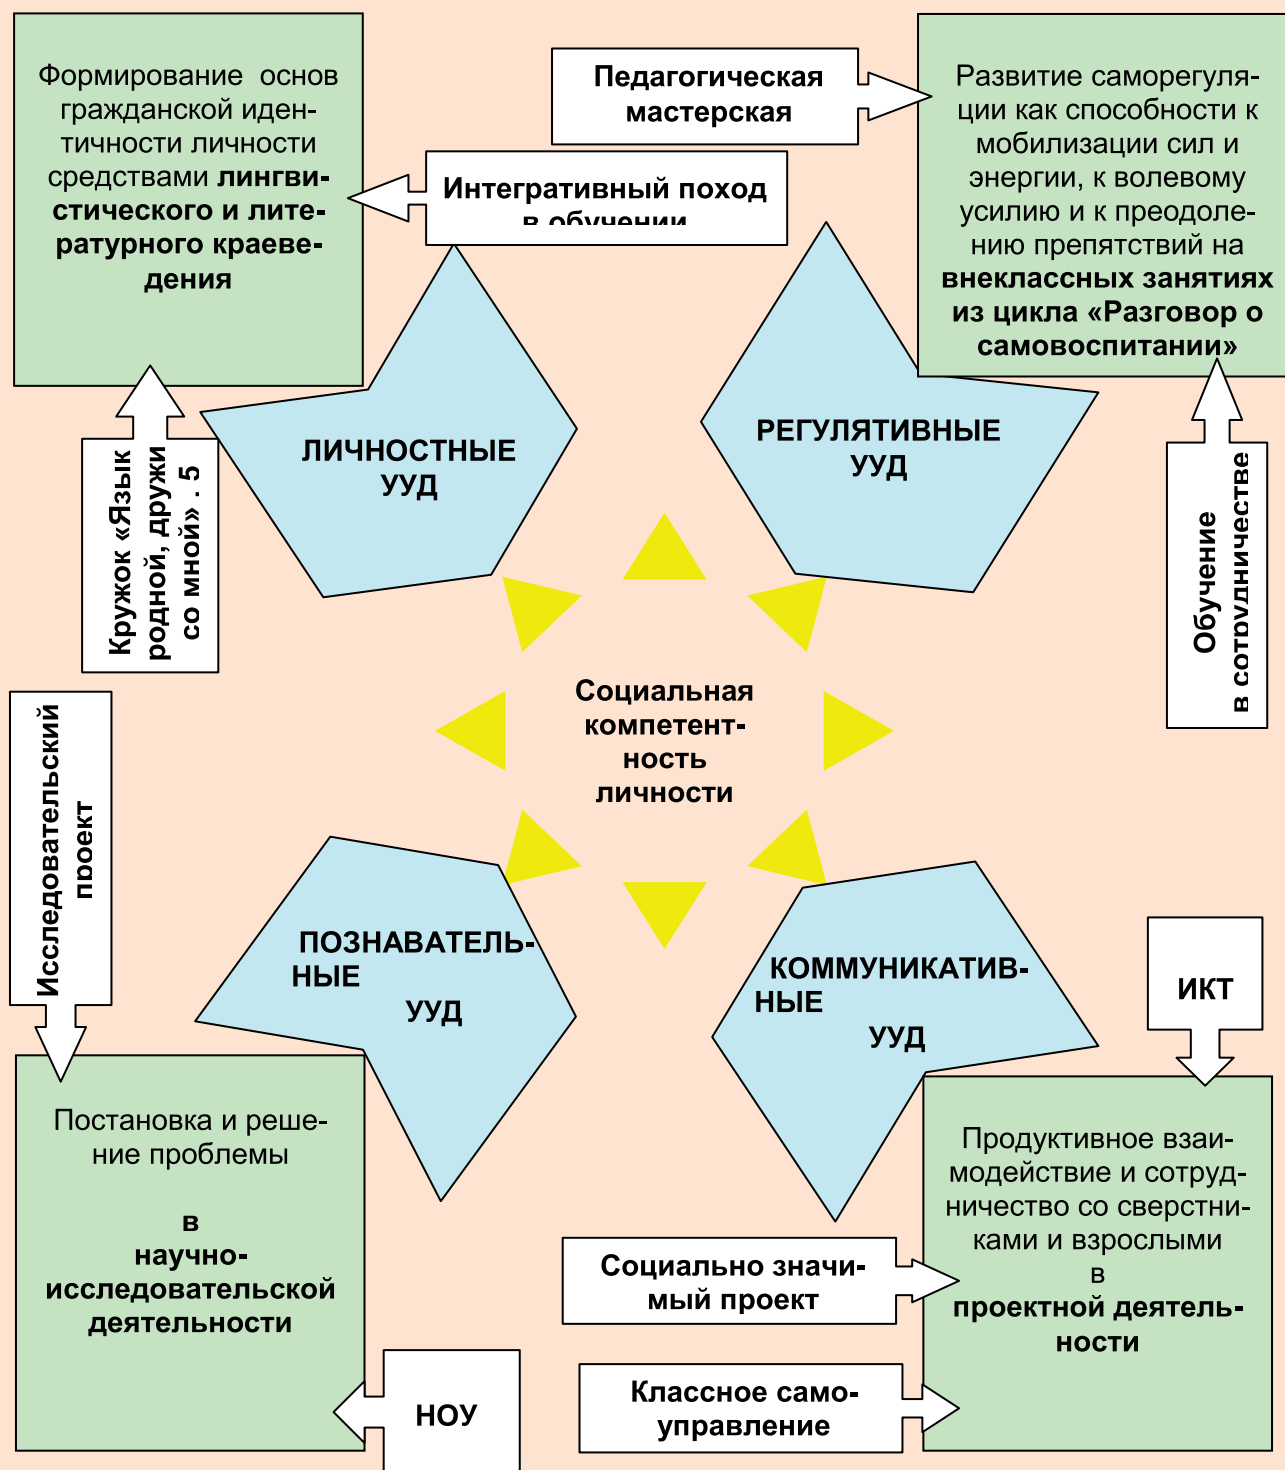 Формирование основ
гражданской иден-
тичности личности
средствами лингви-
стического и лите-
ратурного краеве-
дения
Педагогическая
мастерская
Развитие саморегуля-
ции как способности к
мобилизации сил и
энергии, к волевому
усилию и к преодоле-
нию препятствий на
внеклассных занятиях
из цикла «Разговор о
самовоспитании»
Интегративный поход
в обучении
ЛИЧНОСТНЫЕ
УУД
РЕГУЛЯТИВНЫЕ
УУД
Кружок «Язык
родной, дружи
со мной» . 5
Обучение
в сотрудничестве
Социальная
компетент-
ность
личности
Исследовательский
проект
ПОЗНАВАТЕЛЬ-
НЫЕ
УУД
КОММУНИКАТИВ-
НЫЕ
УУД
ИКТ
Постановка и реше-
ние проблемы
в
научно-
исследовательской
деятельности
Продуктивное взаи-
модействие и сотруд-
ничество со сверстни-
ками и взрослыми
в
проектной деятель-
ности
Социально значи-
мый проект
Классное само-
управление
НОУ